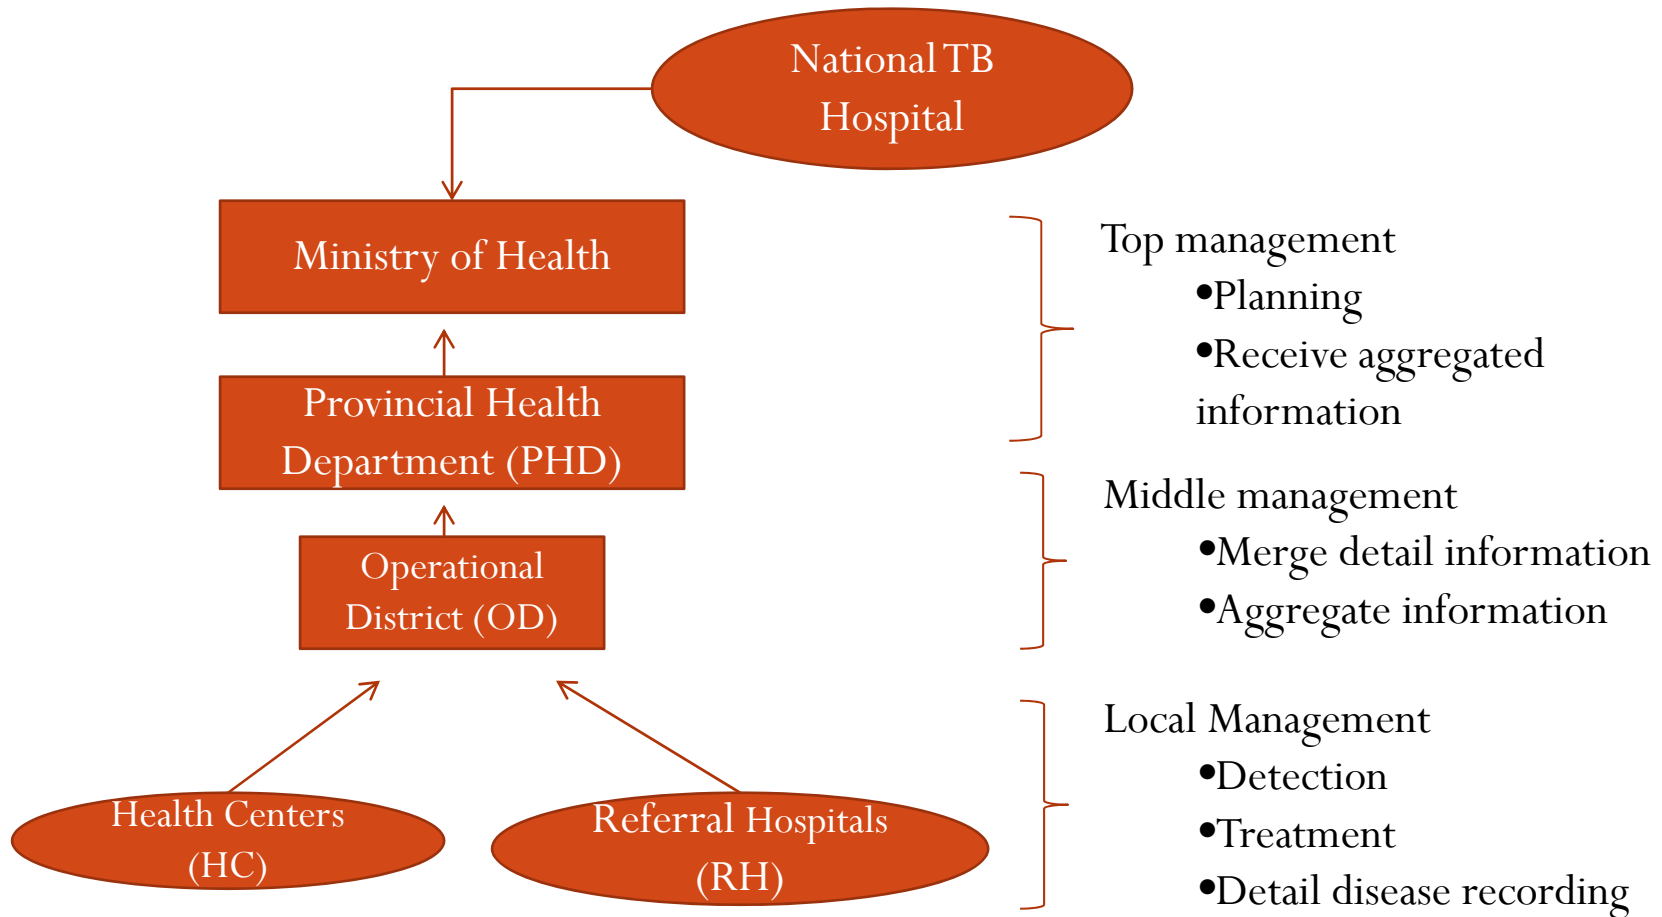 National TB
Hospital
Ministry of Health
Provincial Health
Department (PHD)
Operational
District (OD)
Health Centers
(HC)
Referral Hospitals
(RH)
Top management
•Planning
•Receive aggregated
information
Middle management
•Merge detail information
•Aggregate information
Local Management
•Detection
•Treatment
•Detail disease recording